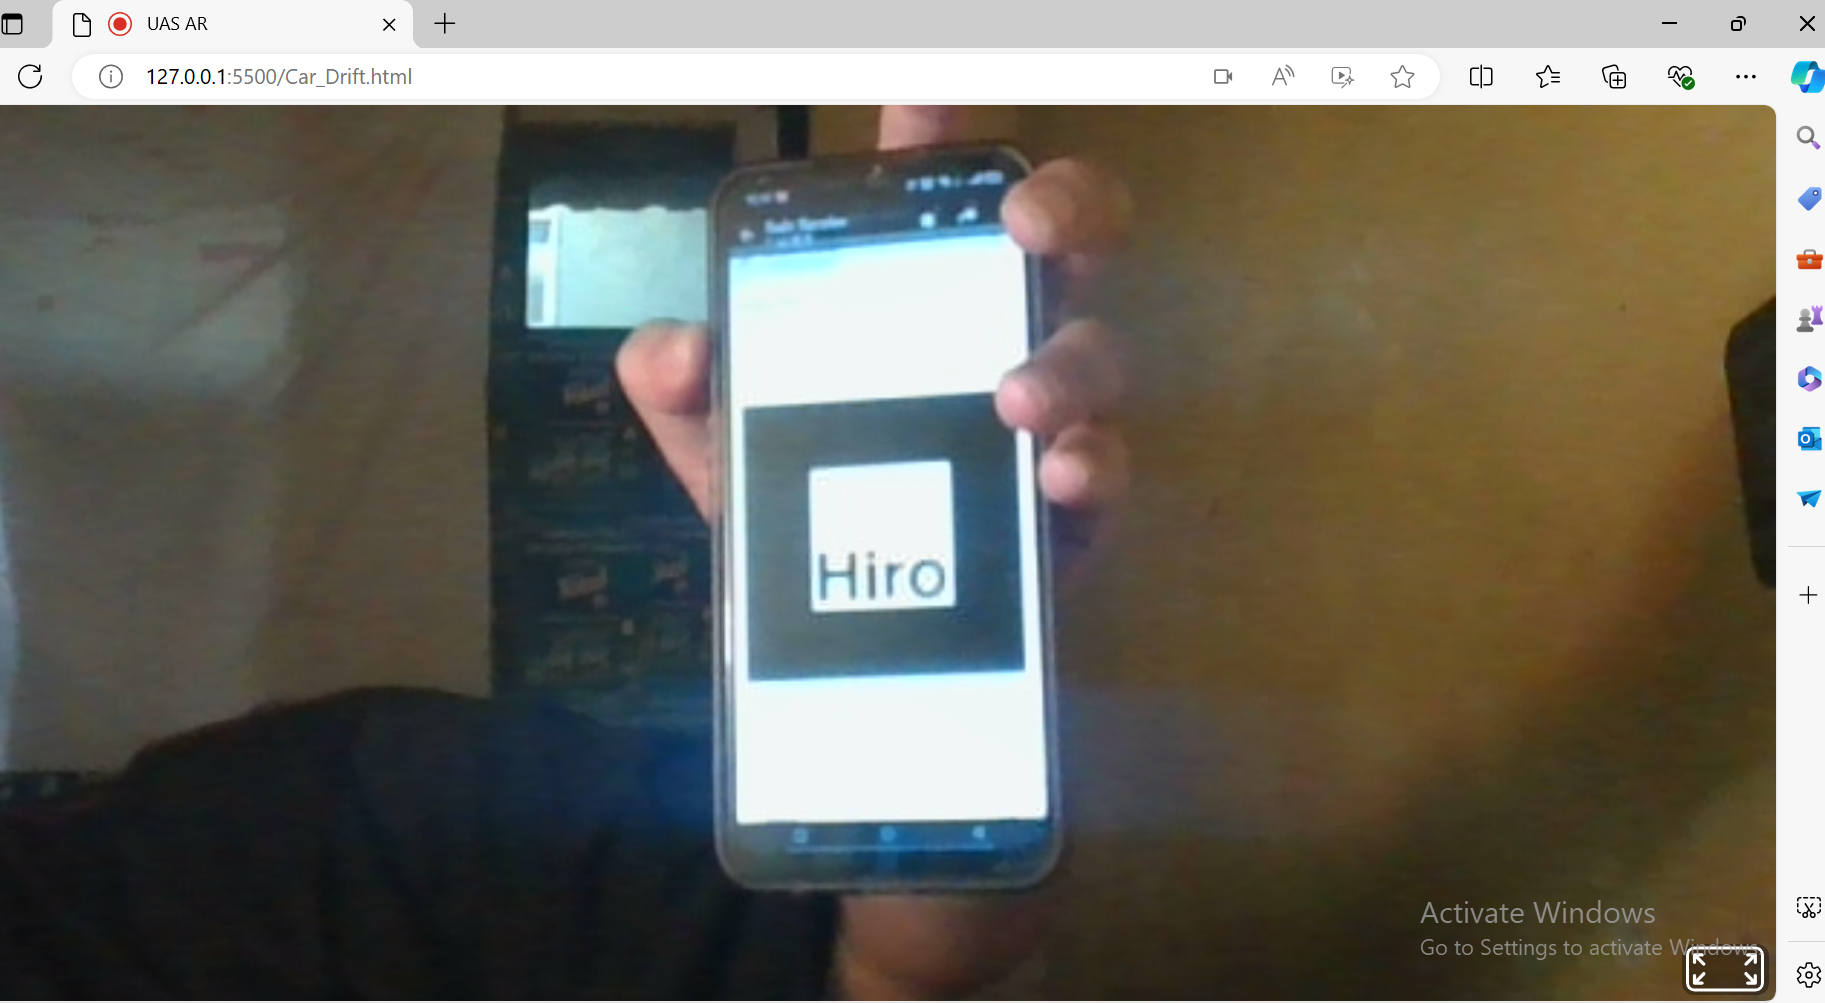 UAS AR
127.0.0.1:5500/Car_Drift.html
Hiro
Activate Windows
Go to Settings to activate Windows.